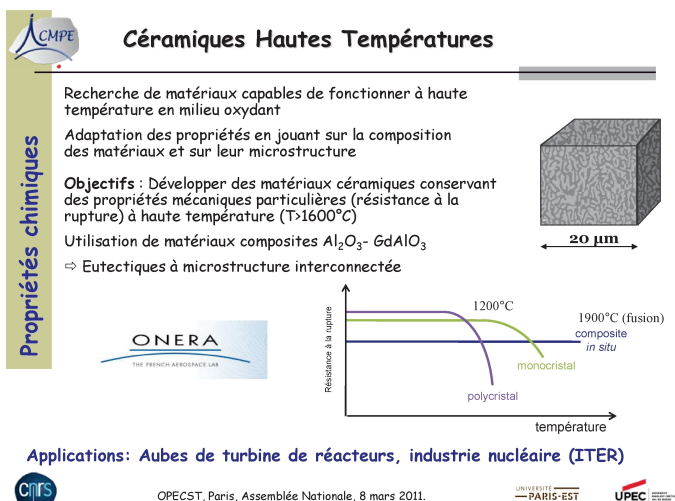 ICMPE
Céramiques Hautes Températures
Propriétés chimiques
Recherche de matériaux capables de fonctionner à haute
température en milieu oxydant
Adaptation des propriétés en jouant sur la composition
des matériaux et sur leur microstructure
Objectifs : Développer des matériaux céramiques conservant
des propriétés mécaniques particulières (résistance à la
rupture) à haute température (T>1600°C)
Utilisation de matériaux composites Al₂O₃- GdAlO₃
⇨ Eutectiques à microstructure interconnectée
20 µm
ONERA
THE FRENCH AEROSPACE LAB
Résistance à la rupture
1200°C
1900°C (fusion)
composite
in situ
monocristal
polycristal
température
Applications: Aubes de turbine de réacteurs, industrie nucléaire (ITER)
cnrs
OPECST, Paris, Assemblée Nationale, 8 mars 2011.
UNIVERSITÉ
PARIS-EST
UPEC